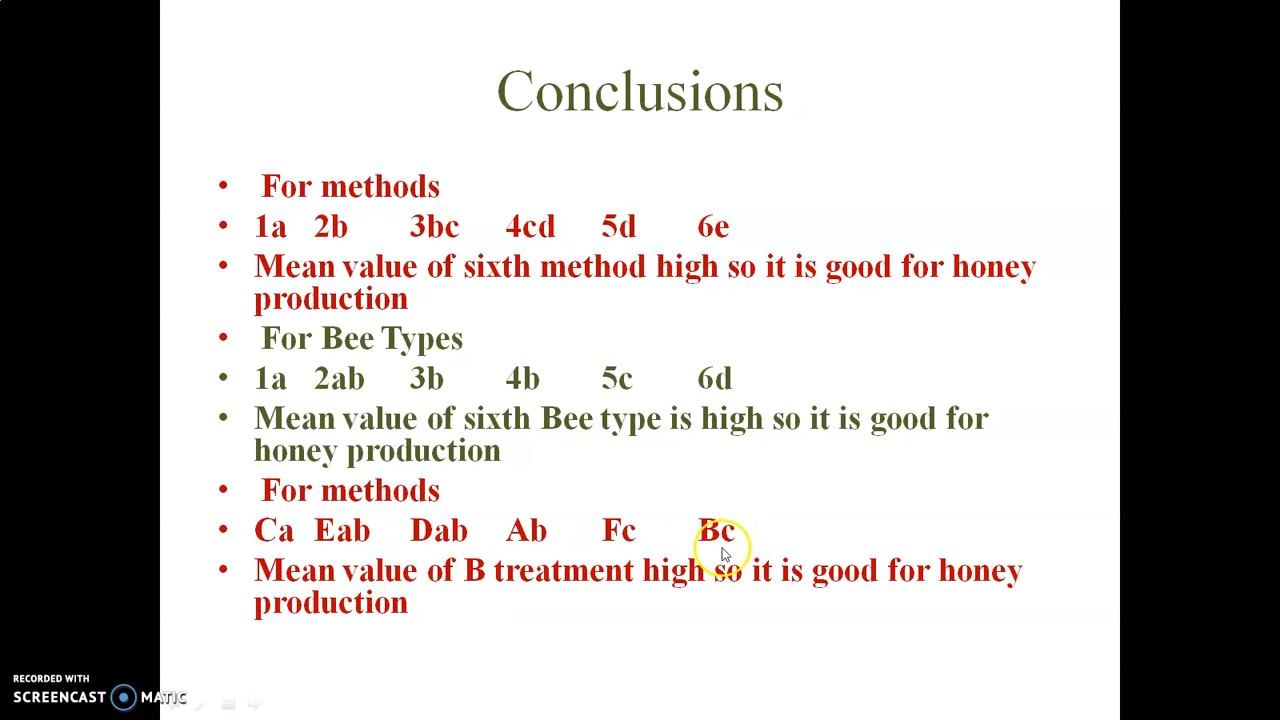 Conclusions
• For methods
• 1a 2b 3bc 4cd 5d 6e
• Mean value of sixth method high so it is good for honey
production
• For Bee Types
• 1a 2ab 3b 4b 5c 6d
• Mean value of sixth Bee type is high so it is good for
honey production
• For methods
• Ca Eab Dab Ab Fc Bc
• Mean value of B treatment high so it is good for honey
production
RECORDED WITH
SCREENCAST MATIC